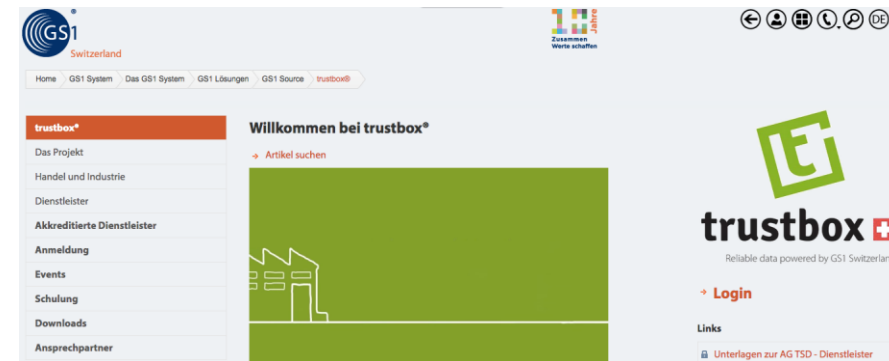 GS1
Switzerland
Jahre
Zusammen
Werte schaffen
DE
Home GS1 System Das GS1 System GS1 Lösungen GS1 Source trustbox®
trustbox®
Das Projekt
Handel und Industrie
Dienstleister
Akkreditierte Dienstleister
Anmeldung
Events
Schulung
Downloads
Ansprechpartner
Willkommen bei trustbox®
→ Artikel suchen
trustbox
Reliable data powered by GS1
→ Login
Links
Unterlagen zur AG TSD - Dienstleister